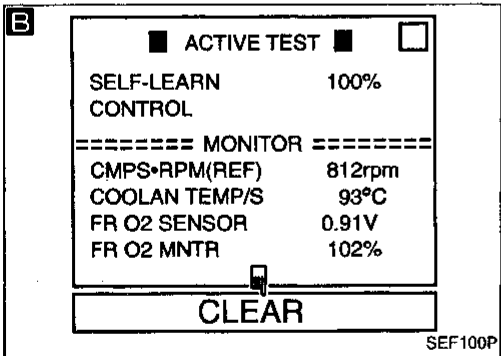 B
■ ACTIVE TEST ■ □
SELF-LEARN 100%
CONTROL
======== MONITOR ========
CMPS•RPM(REF) 812rpm
COOLAN TEMP/S 93°C
FR O2 SENSOR 0.91V
FR O2 MNTR 102%
CLEAR
SEF100P